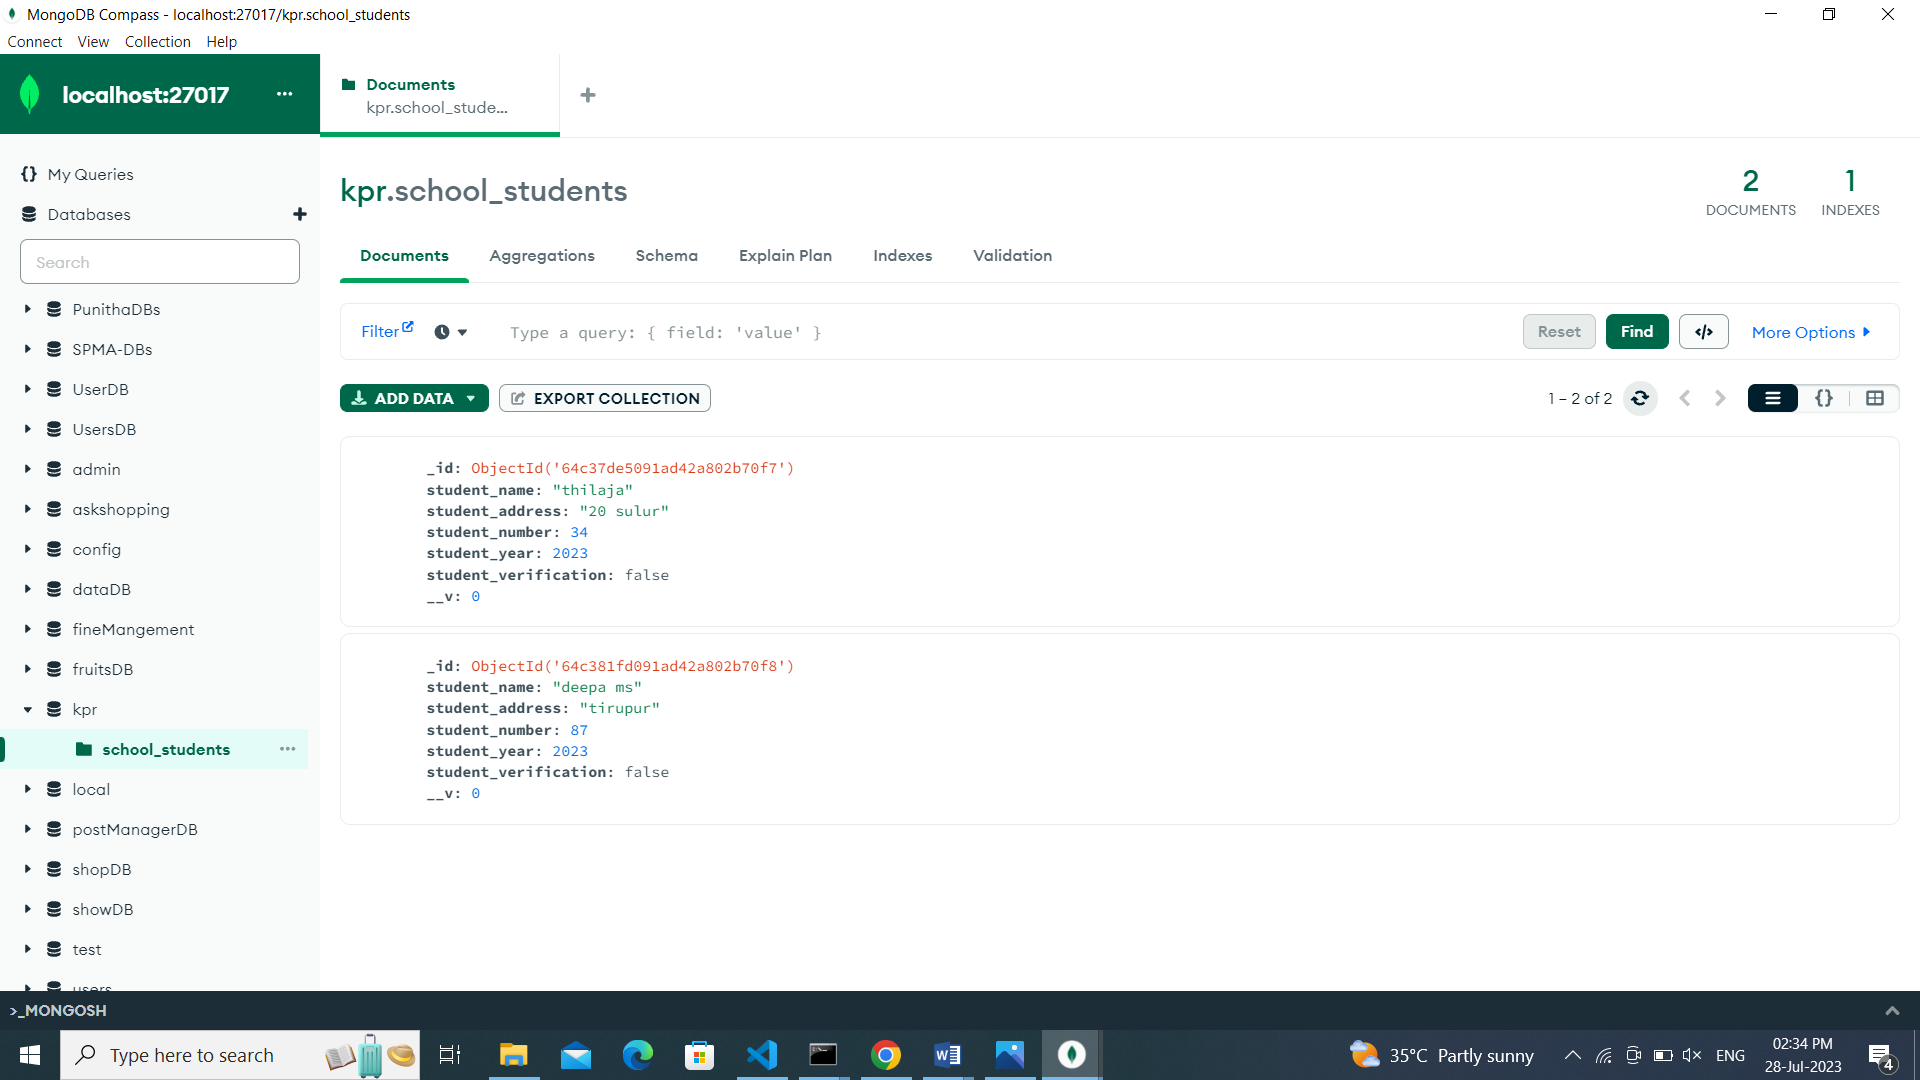 MongoDB Compass - localhost:27017/kpr.school_students
Connect View Collection Help
localhost:27017
Documents
kpr.school_stude...
My Queries
Databases
Search
PunithaDBs
SPMA-DBs
UserDB
UsersDB
admin
askshopping
config
dataDB
fineMangement
fruitsDB
kpr
school_students
local
postManagerDB
shopDB
showDB
test
users
kpr.school_students
2
DOCUMENTS
1
INDEXES
Documents Aggregations Schema Explain Plan Indexes Validation
Filter Type a query: { field: 'value' } Reset Find </> More Options
ADD DATA EXPORT COLLECTION 1 – 2 of 2 {}
_id: ObjectId('64c37de5091ad42a802b70f7')
student_name: "thilaja"
student_address: "20 sulur"
student_number: 34
student_year: 2023
student_verification: false
__v: 0
_id: ObjectId('64c381fd091ad42a802b70f8')
student_name: "deepa ms"
student_address: "tirupur"
student_number: 87
student_year: 2023
student_verification: false
__v: 0
>_MONGOSH
Type here to search
35°C Partly sunny
ENG
02:34 PM
28-Jul-2023
4